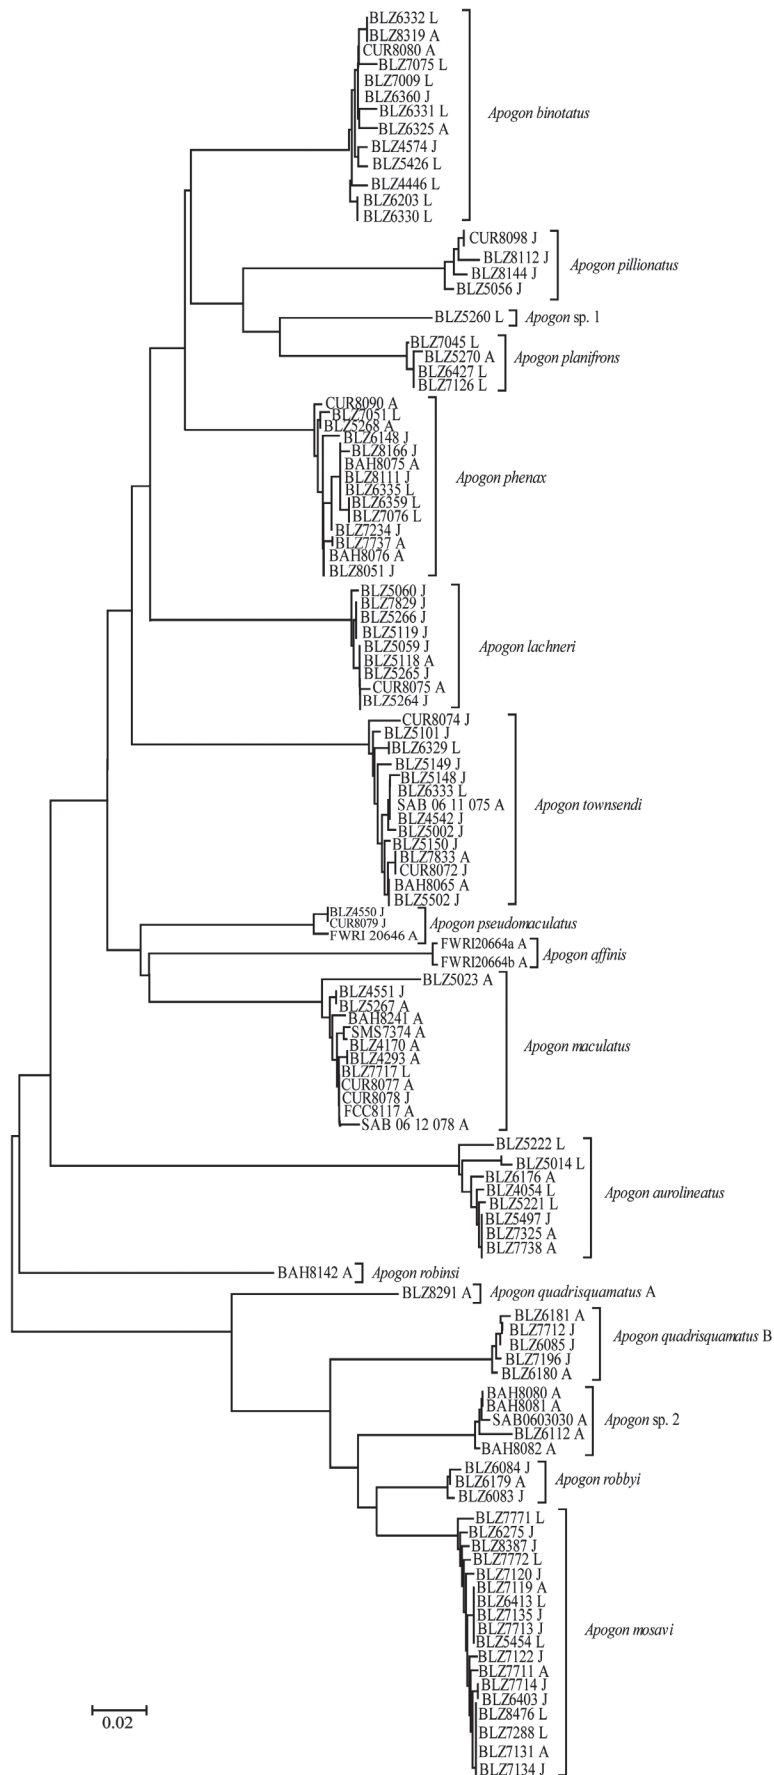 BLZ6332 L
BLZ8319 A
CUR8080 A
BLZ7075 L
BLZ7009 L
BLZ6360 J
BLZ6331 L
Apogon binotatus
BLZ6325 A
BLZ4574 J
BLZ5426 L
BLZ4446 L
BLZ6203 L
BLZ6330 L
CUR8098 J
BLZ8112 J
Apogon pillionatus
BLZ8144 J
BLZ5056 J
BLZ5260 L
Apogon sp. 1
BLZ7045 L
BLZ5270 A
Apogon planifrons
BLZ6427 L
BLZ7126 L
CUR8090 A
BLZ7051 L
BLZ5268 A
BLZ6148 J
BLZ8166 J
BAH8075 A
BLZ8111 J
Apogon phenax
BLZ6335 L
BLZ6359 L
BLZ7076 L
BLZ7234 J
BLZ7737 A
BAH8076 A
BLZ8051 J
BLZ5060 J
BLZ7829 J
BLZ5266 J
BLZ5119 J
BLZ5059 J
Apogon lachneri
BLZ5118 A
BLZ5265 J
CUR8075 A
BLZ5264 J
CUR8074 J
BLZ5101 J
BLZ6329 L
BLZ5149 J
BLZ5148 J
BLZ6333 L
SAB 06 11 075 A
Apogon townsendi
BLZ4542 J
BLZ5002 J
BLZ5150 J
BLZ7833 A
CUR8072 J
BAH8065 A
BLZ5502 J
BLZ4550 J
CUR8079 J
Apogon pseudomaculatus
FWRI 20646 A
FWRI20664a A
Apogon affinis
FWRI20664b A
BLZ5023 A
BLZ4551 J
BLZ5267 A
BAH8241 A
SMS7374 A
BLZ4170 A
Apogon maculatus
BLZ4293 A
BLZ7717 L
CUR8077 A
CUR8078 J
FCC8117 A
SAB 06 12 078 A
BLZ5222 L
BLZ5014 L
BLZ6176 A
BLZ4054 L
Apogon aurolineatus
BLZ5221 L
BLZ5497 J
BLZ7325 A
BLZ7738 A
BAH8142 A
Apogon robinsi
BLZ8291 A
Apogon quadrisquamatus A
BLZ6181 A
BLZ7712 J
Apogon quadrisquamatus B
BLZ6085 J
BLZ7196 J
BLZ6180 A
BAH8080 A
BAH8081 A
SAB0603030 A
Apogon sp. 2
BLZ6112 A
BAH8082 A
BLZ6084 J
BLZ6179 A
Apogon robbyi
BLZ6083 J
BLZ7771 L
BLZ6275 J
BLZ8387 J
BLZ7772 L
BLZ7120 J
BLZ7119 A
BLZ6413 L
BLZ7135 J
BLZ7713 J
Apogon mosavi
BLZ5454 L
BLZ7122 J
BLZ7711 A
BLZ7714 J
BLZ6403 J
BLZ8476 L
BLZ7288 L
BLZ7131 A
BLZ7134 J
0.02